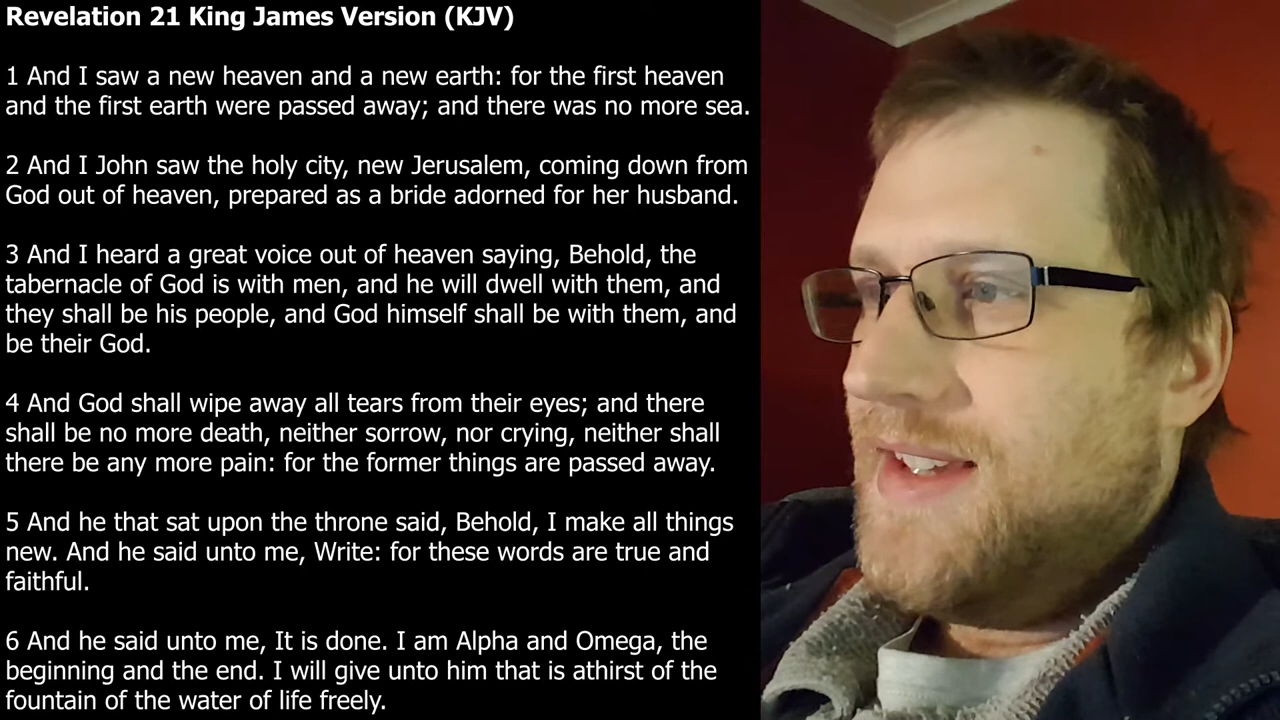 Revelation 21 King James Version (KJV)
1 And I saw a new heaven and a new earth: for the first heaven
and the first earth were passed away; and there was no more sea.
2 And I John saw the holy city, new Jerusalem, coming down from
God out of heaven, prepared as a bride adorned for her husband.
3 And I heard a great voice out of heaven saying, Behold, the
tabernacle of God is with men, and he will dwell with them, and
they shall be his people, and God himself shall be with them, and
be their God.
4 And God shall wipe away all tears from their eyes; and there
shall be no more death, neither sorrow, nor crying, neither shall
there be any more pain: for the former things are passed away.
5 And he that sat upon the throne said, Behold, I make all things
new. And he said unto me, Write: for these words are true and
faithful.
6 And he said unto me, It is done. I am Alpha and Omega, the
beginning and the end. I will give unto him that is athirst of the
fountain of the water of life freely.